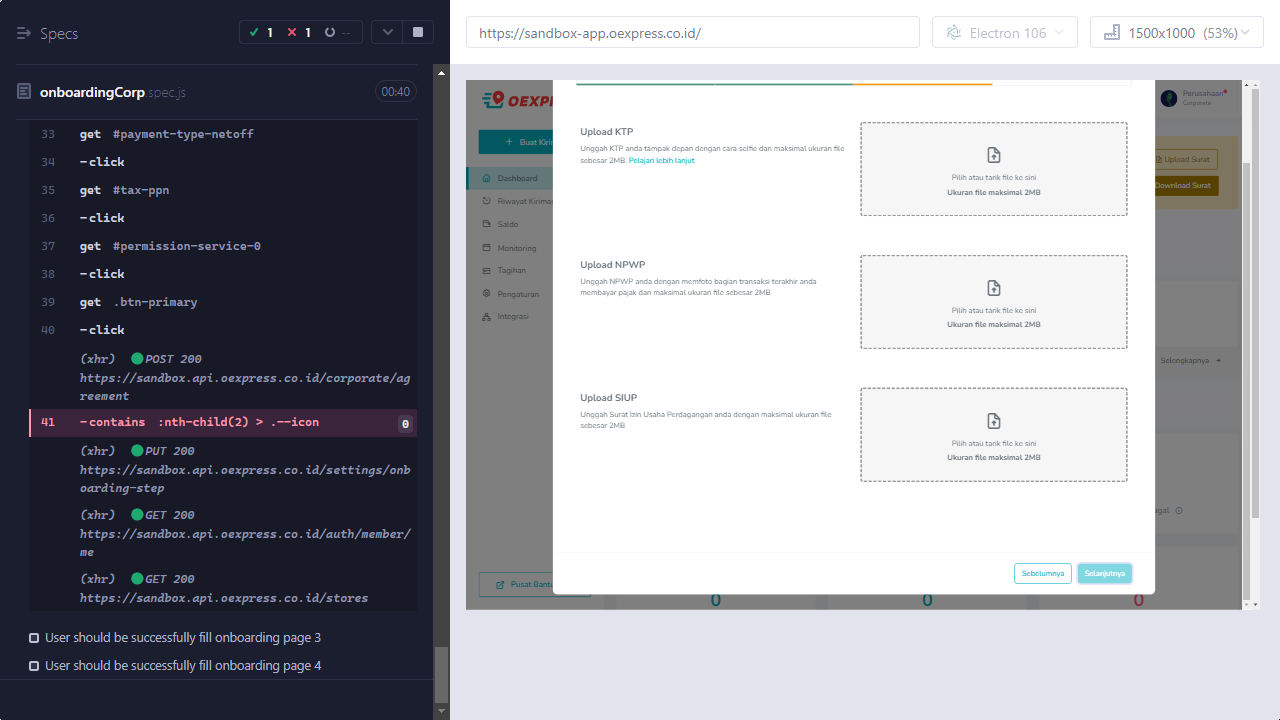 Specs
1
1
--
onboardingCorp.spec.js
00:40
33 get #payment-type-netoff
34 -click
35 get #tax-ppn
36 -click
37 get #permission-service-0
38 -click
39 get .btn-primary
40 -click
(xhr) POST 200
https://sandbox.api.oexpress.co.id/corporate/ag
reement
41 -contains :nth-child(2) > .--icon 0
(xhr) PUT 200
https://sandbox.api.oexpress.co.id/settings/onb
oarding-step
(xhr) GET 200
https://sandbox.api.oexpress.co.id/auth/member/
me
(xhr) GET 200
https://sandbox.api.oexpress.co.id/stores
User should be successfully fill onboarding page 3
User should be successfully fill onboarding page 4
https://sandbox-app.oexpress.co.id/
Electron 106
1500x1000 (53%)
OEXPR
+ Buat Kirim
Dashboard
Riwayat Kirima
Saldo
Monitoring
Tagihan
Pengaturan
Integrasi
Pusat Bantu
Upload KTP
Unggah KTP anda tampak depan dengan cara selfie dan maksimal ukuran file
sebesar 2MB. Pelajari lebih lanjut
Pilih atau tarik file ke sini
Ukuran file maksimal 2MB
Upload NPWP
Unggah NPWP anda dengan memfoto bagian transaksi terakhir anda
membayar pajak dan maksimal ukuran file sebesar 2MB
Pilih atau tarik file ke sini
Ukuran file maksimal 2MB
Upload SIUP
Unggah Surat Izin Usaha Perdagangan anda dengan maksimal ukuran file
sebesar 2MB
Pilih atau tarik file ke sini
Ukuran file maksimal 2MB
Sebelumnya
Selanjutnya
Perusahaan
Corporate
Upload Surat
Download Surat
Selengkapnya +
agal
0
0
0